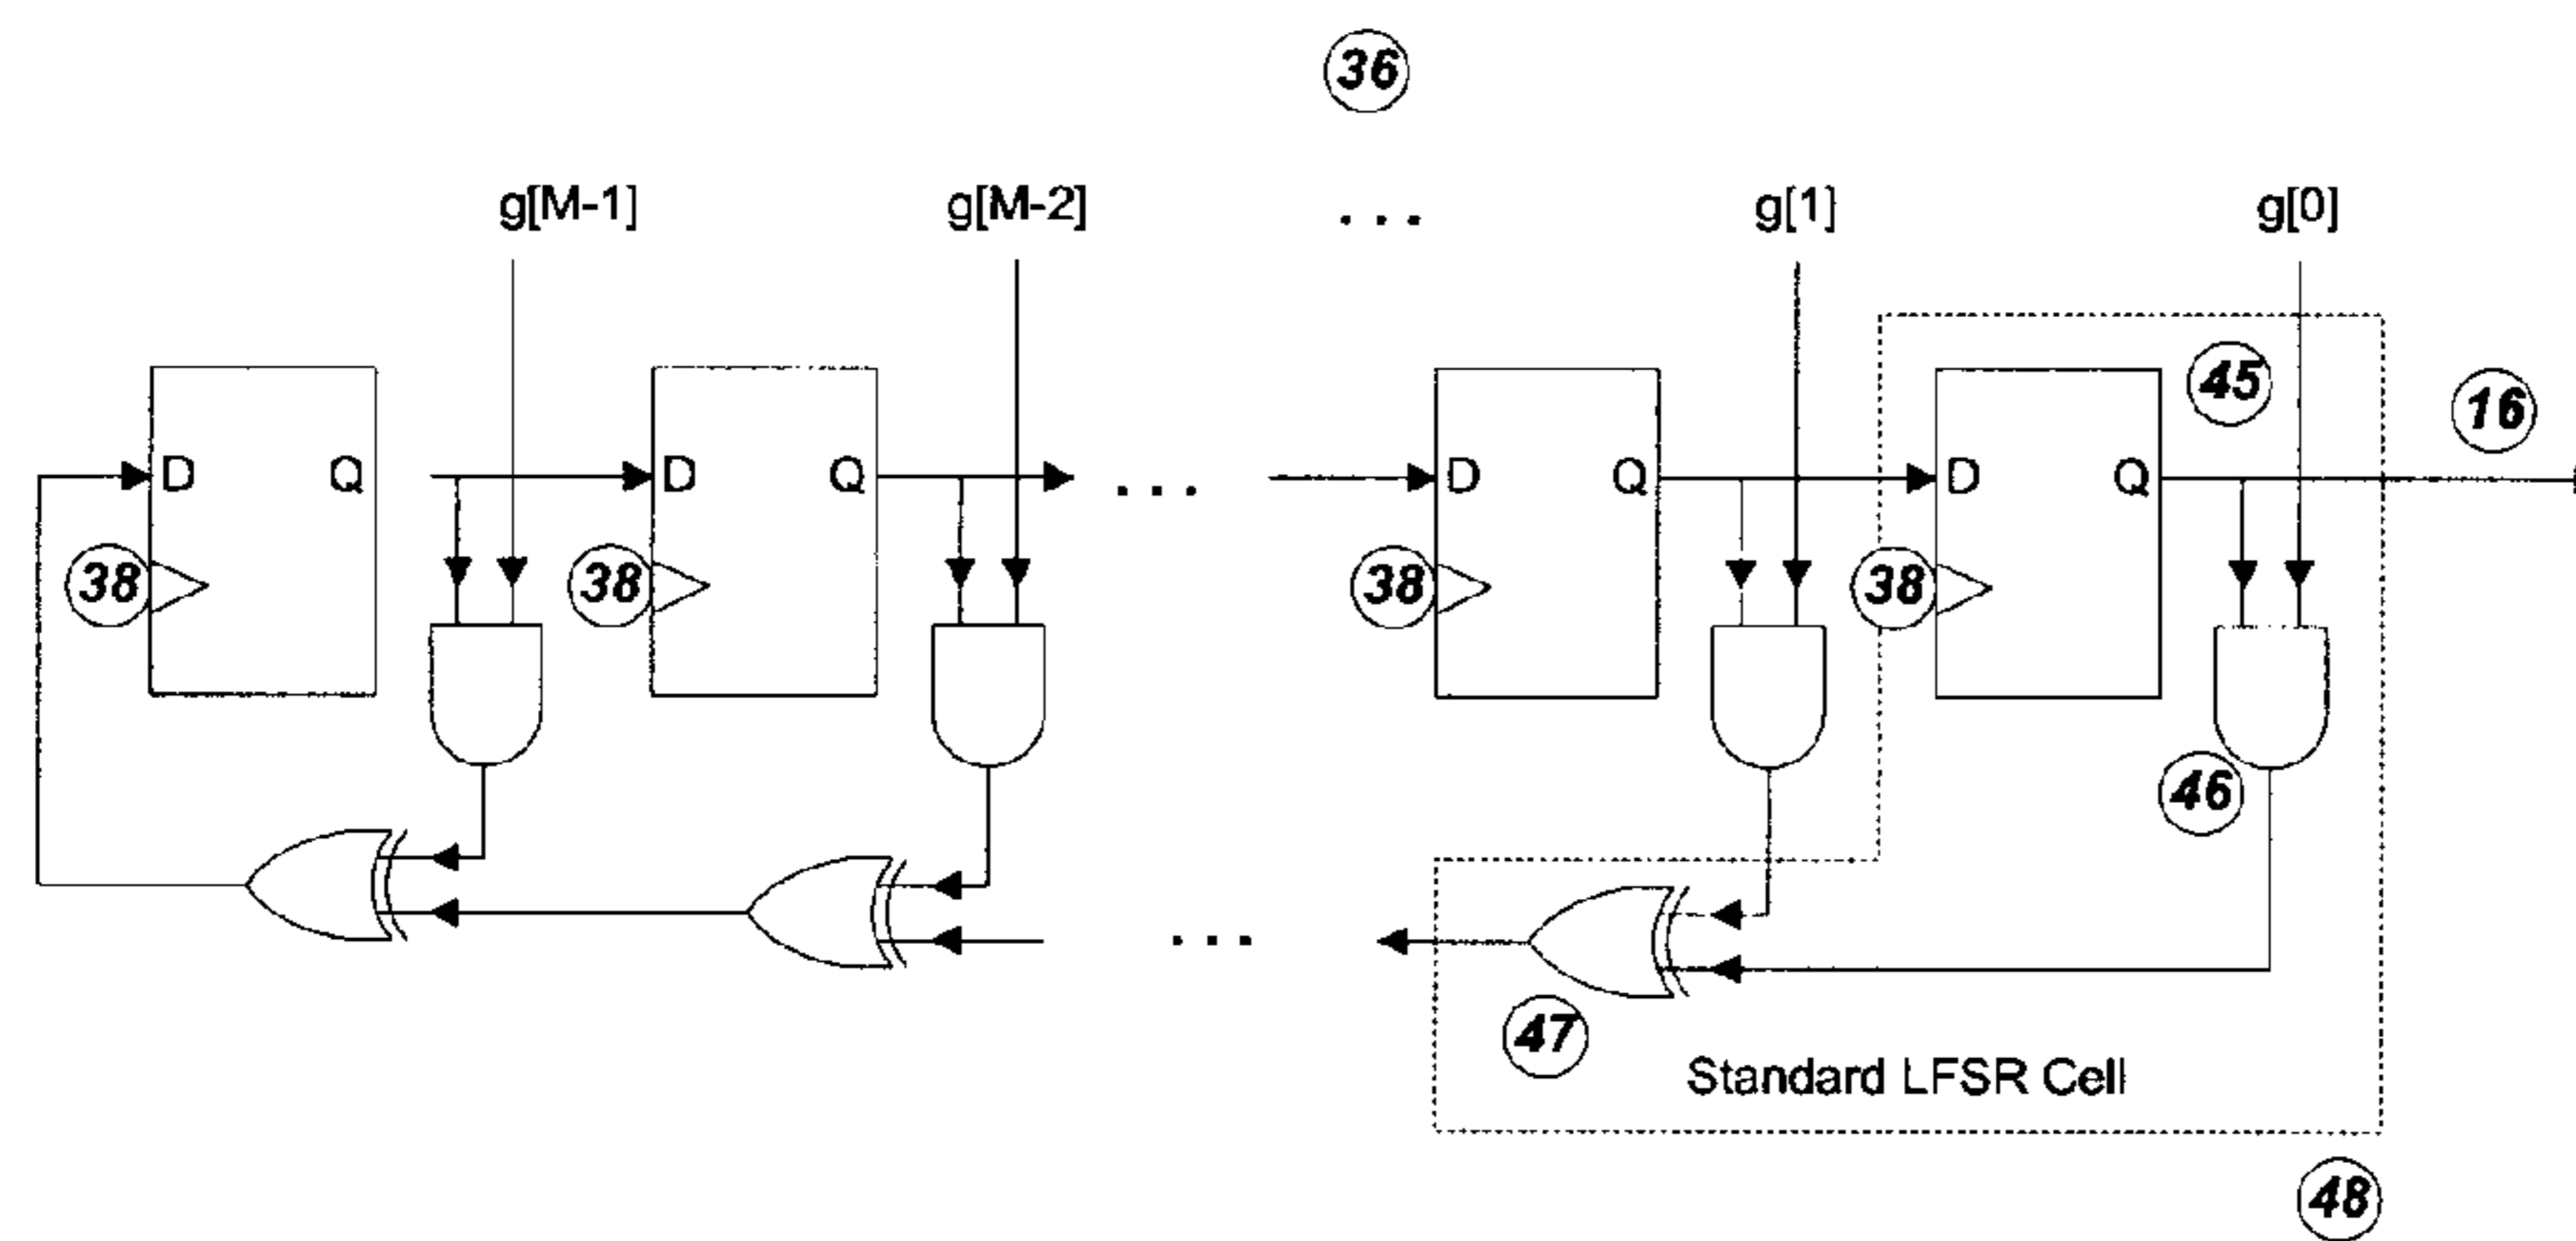 36
g[M-1] g[M-2] ... g[1] g[0]
45
16
D Q D Q ... D Q D Q
38 38 38 38
46
...
47
Standard LFSR Cell
48